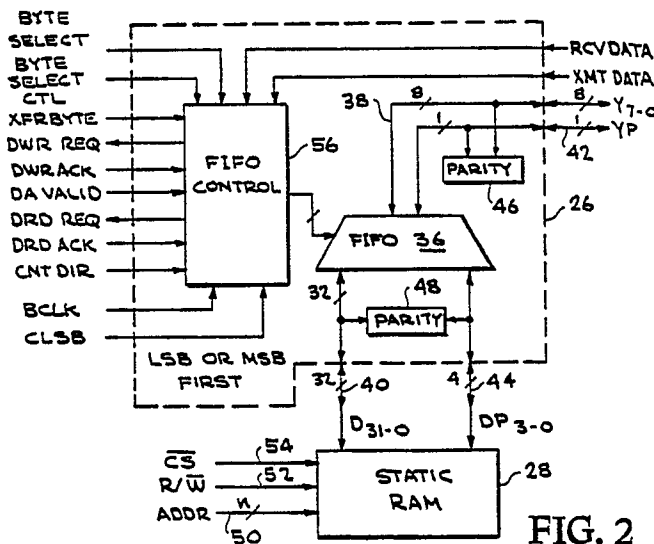 BYTE
SELECT
BYTE
SELECT
CTL
XFRBYTE
DWR REQ
DWR ACK
DA VALID
DRD REQ
DRD ACK
CNT DIR
BCLK
CLSB
FIFO
CONTROL
56
RCVDATA
XMT DATA
38
8
8
Y7-0
1
1
YP
42
PARITY
46
26
FIFO 36
32
48
PARITY
LSB OR MSB
FIRST
32
40
4
44
D31-0
DP3-0
C̅S̅
54
R/W̅
52
ADDR
n
50
STATIC
RAM
28
FIG. 2